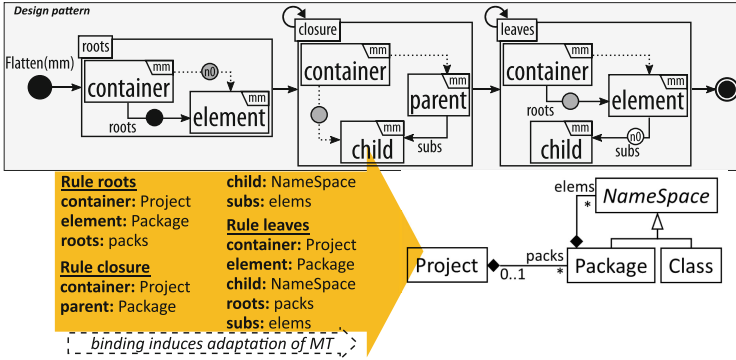 Design pattern
Flatten(mm)
roots
container
mm
n0
mm
element
roots
closure
container
mm
mm
parent
mm
child
subs
leaves
container
mm
mm
element
roots
mm
child
n0
subs
Rule roots
container: Project
element: Package
roots: packs
Rule closure
container: Project
parent: Package
child: NameSpace
subs: elems
Rule leaves
container: Project
element: Package
child: NameSpace
roots: packs
subs: elems
binding induces adaptation of MT
elems
*
NameSpace
Project
0..1
packs
*
Package
Class